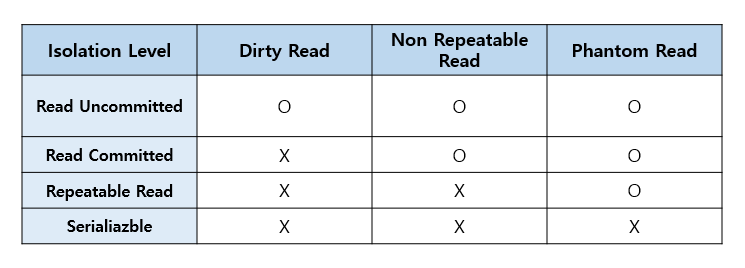 Isolation Level Dirty Read Non Repeatable Read Phantom Read
Read Uncommitted O O O
Read Committed X O O
Repeatable Read X X O
Serialiazble X X X